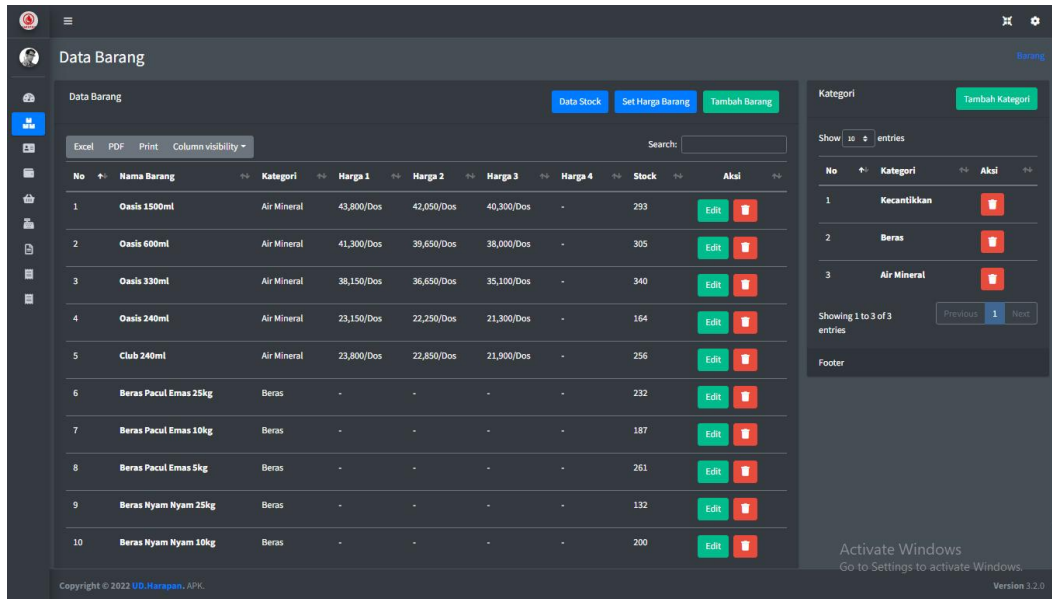 Data Barang
Barang
Data Barang
Data Stock Set Harga Barang Tambah Barang
Excel PDF Print Column visibility
Search:
No Nama Barang Kategori Harga 1 Harga 2 Harga 3 Harga 4 Stock Aksi
1 Oasis 1500ml Air Mineral 43,800/Dos 42,050/Dos 40,300/Dos - 293 Edit
2 Oasis 600ml Air Mineral 41,300/Dos 39,650/Dos 38,000/Dos - 305 Edit
3 Oasis 330ml Air Mineral 38,150/Dos 36,650/Dos 35,100/Dos - 340 Edit
4 Oasis 240ml Air Mineral 23,150/Dos 22,250/Dos 21,300/Dos - 164 Edit
5 Club 240ml Air Mineral 23,800/Dos 22,850/Dos 21,900/Dos - 256 Edit
6 Beras Pacul Emas 25kg Beras - - - - 232 Edit
7 Beras Pacul Emas 10kg Beras - - - - 187 Edit
8 Beras Pacul Emas 5kg Beras - - - - 261 Edit
9 Beras Nyam Nyam 25kg Beras - - - - 132 Edit
10 Beras Nyam Nyam 10kg Beras - - - - 200 Edit
Kategori Tambah Kategori
Show 10 entries
No Kategori Aksi
1 Kecantikkan
2 Beras
3 Air Mineral
Showing 1 to 3 of 3
entries
Previous 1 Next
Footer
Activate Windows
Go to Settings to activate Windows.
Copyright © 2022 UD.Harapan. APK.
Version 3.2.0